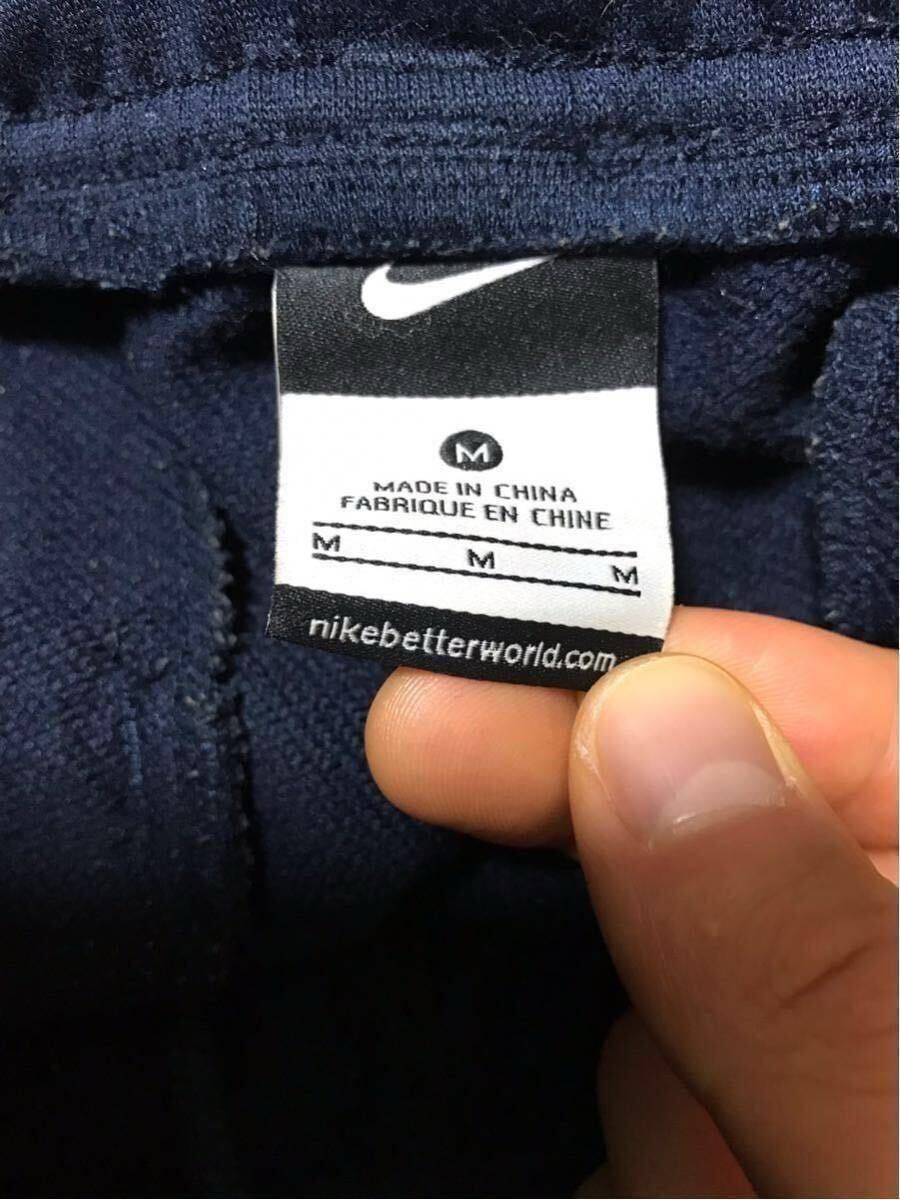 M
MADE IN CHINA
FABRIQUE EN CHINE
M M M
nikebetterworld.com